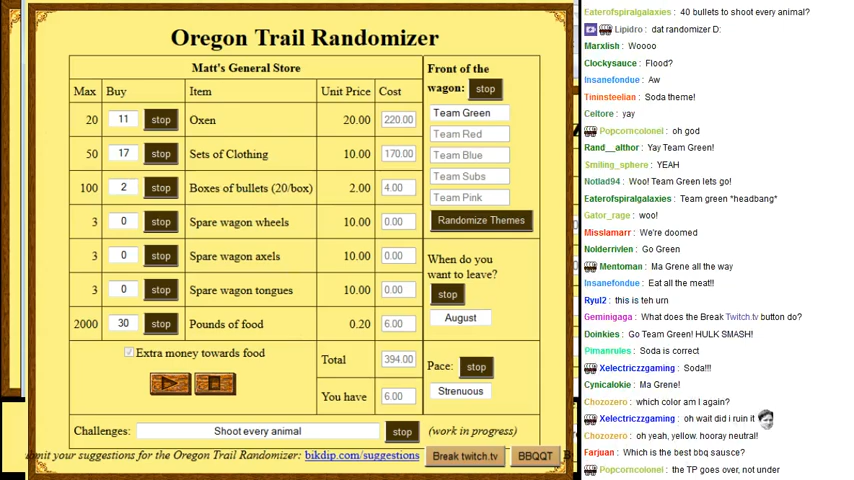 Oregon Trail Randomizer
Matt's General Store
Max Buy Item Unit Price Cost
20 11 stop Oxen 20.00 220.00
50 17 stop Sets of Clothing 10.00 170.00
100 2 stop Boxes of bullets (20/box) 2.00 4.00
3 0 stop Spare wagon wheels 10.00 0.00
3 0 stop Spare wagon axels 10.00 0.00
3 0 stop Spare wagon tongues 10.00 0.00
2000 30 stop Pounds of food 0.20 6.00
Extra money towards food
Total 394.00
You have 6.00
Front of the
wagon: stop
Team Green
Team Red
Team Blue
Team Subs
Team Pink
Randomize Themes
When do you
want to leave?
stop
August
Pace: stop
Strenuous
Challenges: Shoot every animal stop (work in progress)
your suggestions for the Oregon Trail Randomizer: bikdip.com/suggestions Break twitch.tv BBQQT
Eaterofspiralgalaxies: 40 bullets to shoot every animal?
Lipidro: dat randomizer D:
Marxlish: Woooo
Clockysauce: Flood?
Insanefondue: Aw
Tininsteelian: Soda theme!
Celtore: yay
Popcorncolonel: oh god
Rand__althor: Yay Team Green!
Smiling_sphere: YEAH
Notlad94: Woo! Team Green lets go!
Eaterofspiralgalaxies: Team green *headbang*
Gator_rage: woo!
Misslamarr: We're doomed
Nolderrivlen: Go Green
Mentoman: Ma Grene all the way
Insanefondue: Eat all the meat!!
Ryul2: this is teh urn
Geminigaga: What does the Break Twitch.tv button do?
Doinkies: Go Team Green! HULK SMASH!
Pimanrules: Soda is correct
Xelectriczzgaming: Soda!!!
Cynicalokie: Ma Grene!
Chozozero: which color am I again?
Xelectriczzgaming: oh wait did i ruin it
Chozozero: oh yeah, yellow. hooray neutral!
Farjuan: Which is the best bbq sausce?
Popcorncolonel: the TP goes over, not under